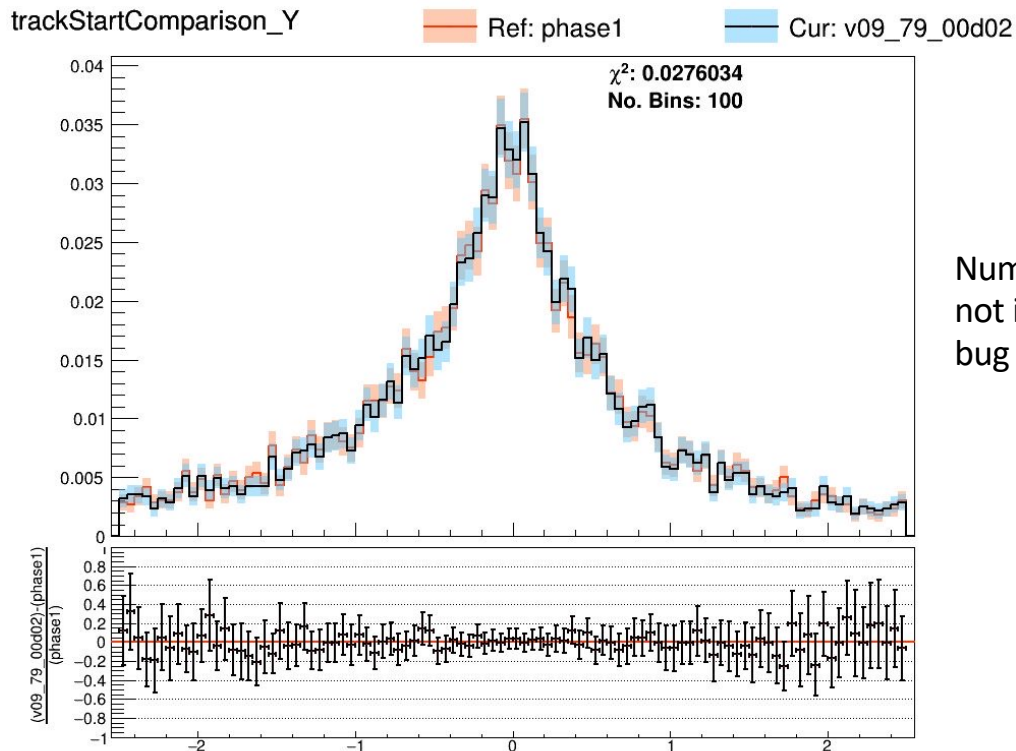 trackStartComparison_Y
Ref: phase1
Cur: v09_79_00d02
χ²: 0.0276034
No. Bins: 100
0.04
0.035
0.03
0.025
0.02
0.015
0.01
0.005
0
not i
bug
(v09_79_00d02)-(phase1)
(phase1)
1
0.8
0.6
0.4
0.2
0
−0.2
−0.4
−0.6
−0.8
−1
−2
−1
0
1
2